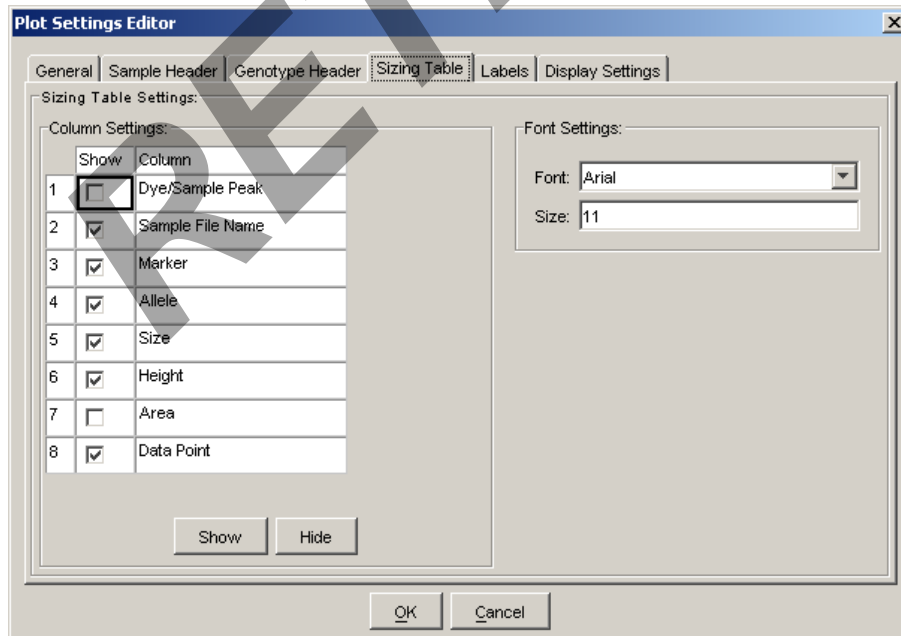 Plot Settings Editor
General Sample Header Genotype Header Sizing Table Labels Display Settings
Sizing Table Settings:
Column Settings:
Show Column
1 Dye/Sample Peak
2 Sample File Name
3 Marker
4 Allele
5 Size
6 Height
7 Area
8 Data Point
Show Hide
Font Settings:
Font: Arial
Size: 11
OK Cancel